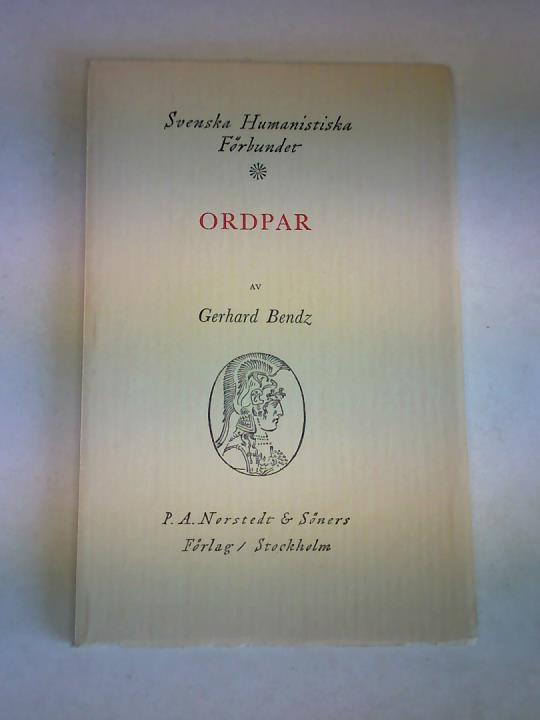 Svenska Humanistiska
Förbundet
ORDPAR
AV
Gerhard Bendz
P. A. Norstedt & Söners
Förlag / Stockholm